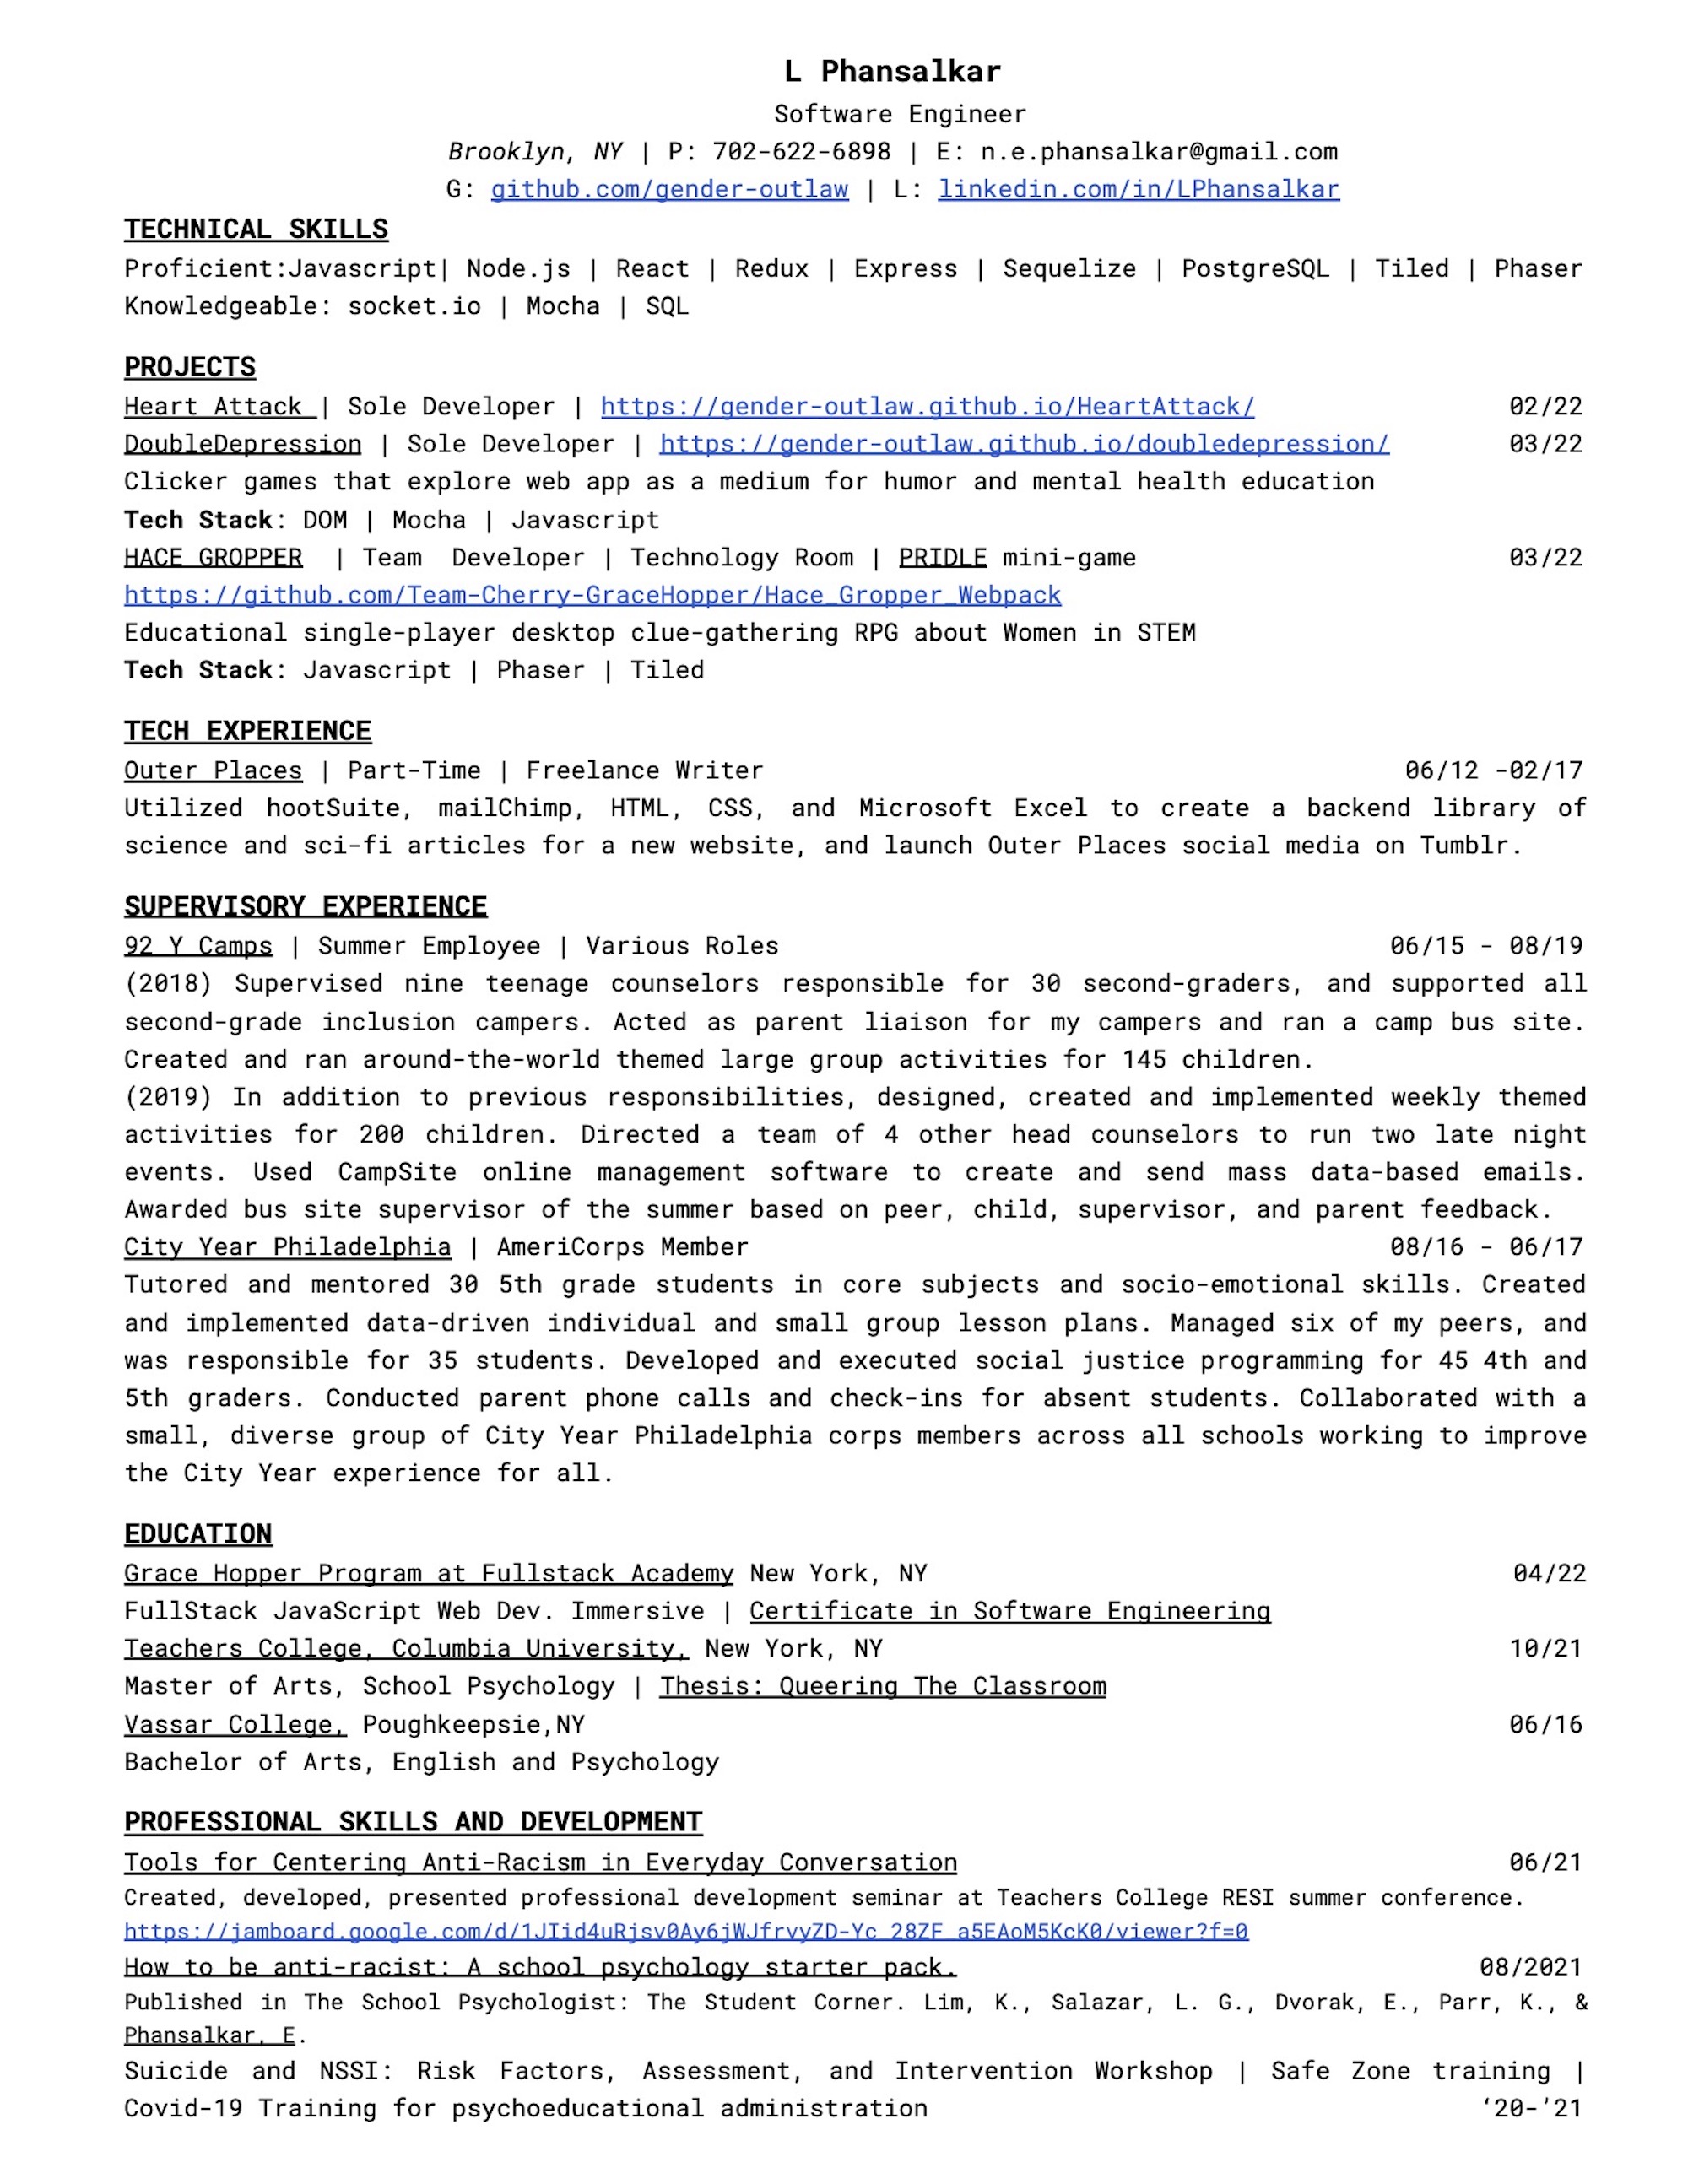 L Phansalkar
Software Engineer
Brooklyn, NY | P: 702-622-6898 | E: n.e.phansalkar@gmail.com
G: github.com/gender-outlaw | L: linkedin.com/in/LPhansalkar
TECHNICAL SKILLS
Proficient:Javascript| Node.js | React | Redux | Express | Sequelize | PostgreSQL | Tiled | Phaser
Knowledgeable: socket.io | Mocha | SQL
PROJECTS
Heart Attack | Sole Developer | https://gender-outlaw.github.io/HeartAttack/ 02/22
DoubleDepression | Sole Developer | https://gender-outlaw.github.io/doubledepression/ 03/22
Clicker games that explore web app as a medium for humor and mental health education
Tech Stack: DOM | Mocha | Javascript
HACE GROPPER | Team Developer | Technology Room | PRIDLE mini-game 03/22
https://github.com/Team-Cherry-GraceHopper/Hace_Gropper_Webpack
Educational single-player desktop clue-gathering RPG about Women in STEM
Tech Stack: Javascript | Phaser | Tiled
TECH EXPERIENCE
Outer Places | Part-Time | Freelance Writer 06/12 -02/17
Utilized hootSuite, mailChimp, HTML, CSS, and Microsoft Excel to create a backend library of
science and sci-fi articles for a new website, and launch Outer Places social media on Tumblr.
SUPERVISORY EXPERIENCE
92 Y Camps | Summer Employee | Various Roles 06/15 - 08/19
(2018) Supervised nine teenage counselors responsible for 30 second-graders, and supported all
second-grade inclusion campers. Acted as parent liaison for my campers and ran a camp bus site.
Created and ran around-the-world themed large group activities for 145 children.
(2019) In addition to previous responsibilities, designed, created and implemented weekly themed
activities for 200 children. Directed a team of 4 other head counselors to run two late night
events. Used CampSite online management software to create and send mass data-based emails.
Awarded bus site supervisor of the summer based on peer, child, supervisor, and parent feedback.
City Year Philadelphia | AmeriCorps Member 08/16 - 06/17
Tutored and mentored 30 5th grade students in core subjects and socio-emotional skills. Created
and implemented data-driven individual and small group lesson plans. Managed six of my peers, and
was responsible for 35 students. Developed and executed social justice programming for 45 4th and
5th graders. Conducted parent phone calls and check-ins for absent students. Collaborated with a
small, diverse group of City Year Philadelphia corps members across all schools working to improve
the City Year experience for all.
EDUCATION
Grace Hopper Program at Fullstack Academy New York, NY 04/22
FullStack JavaScript Web Dev. Immersive | Certificate in Software Engineering
Teachers College, Columbia University, New York, NY 10/21
Master of Arts, School Psychology | Thesis: Queering The Classroom
Vassar College, Poughkeepsie,NY 06/16
Bachelor of Arts, English and Psychology
PROFESSIONAL SKILLS AND DEVELOPMENT
Tools for Centering Anti-Racism in Everyday Conversation 06/21
Created, developed, presented professional development seminar at Teachers College RESI summer conference.
https://jamboard.google.com/d/1JIid4uRjsv0Ay6jWJfrvyZD-Yc_28ZF_a5EAoM5KcK0/viewer?f=0
How to be anti-racist: A school psychology starter pack. 08/2021
Published in The School Psychologist: The Student Corner. Lim, K., Salazar, L. G., Dvorak, E., Parr, K., &
Phansalkar, E.
Suicide and NSSI: Risk Factors, Assessment, and Intervention Workshop | Safe Zone training |
Covid-19 Training for psychoeducational administration ‘20-’21